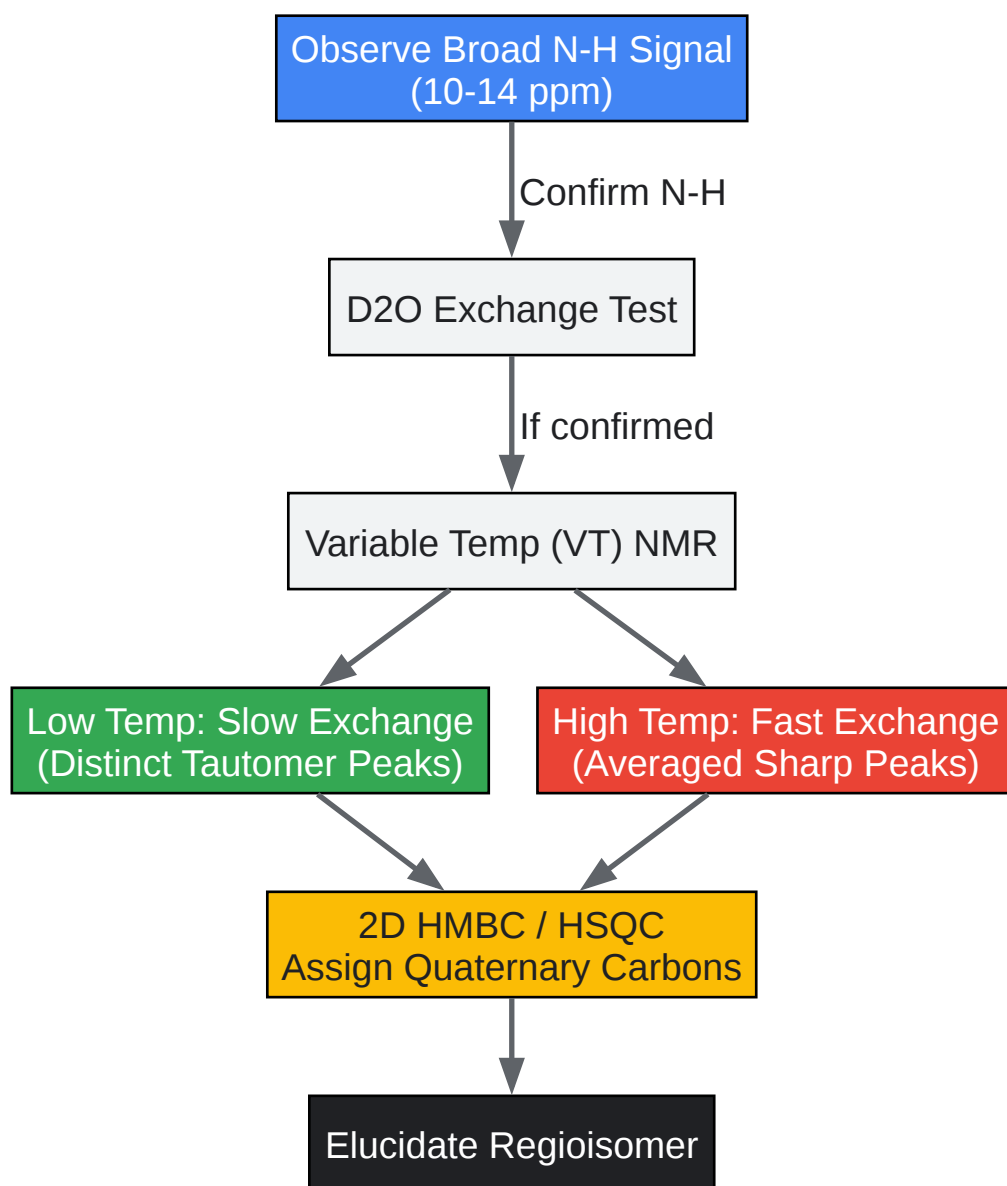 Observe Broad N-H Signal
(10-14 ppm)
Confirm N-H
D2O Exchange Test
If confirmed
Variable Temp (VT) NMR
Low Temp: Slow Exchange
(Distinct Tautomer Peaks)
High Temp: Fast Exchange
(Averaged Sharp Peaks)
2D HMBC / HSQC
Assign Quaternary Carbons
Elucidate Regioisomer